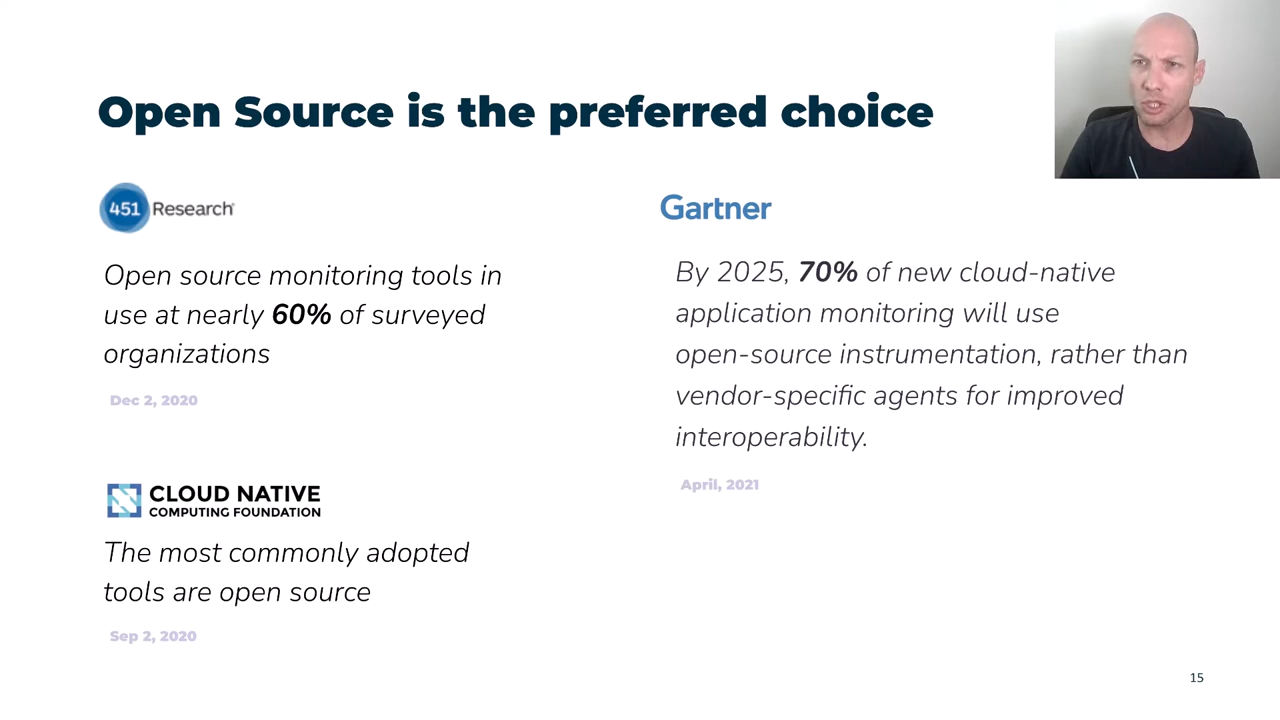 Open Source is the preferred choice
451 Research
Open source monitoring tools in
use at nearly 60% of surveyed
organizations
Dec 2, 2020
CLOUD NATIVE
COMPUTING FOUNDATION
The most commonly adopted
tools are open source
Sep 2, 2020
Gartner
By 2025, 70% of new cloud-native
application monitoring will use
open-source instrumentation, rather than
vendor-specific agents for improved
interoperability.
April, 2021
15